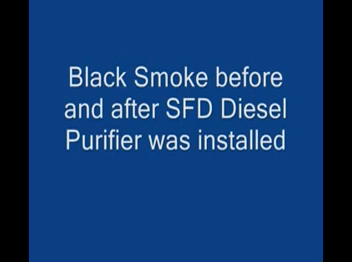 Black Smoke before
and after SFD Diesel
Purifier was installed